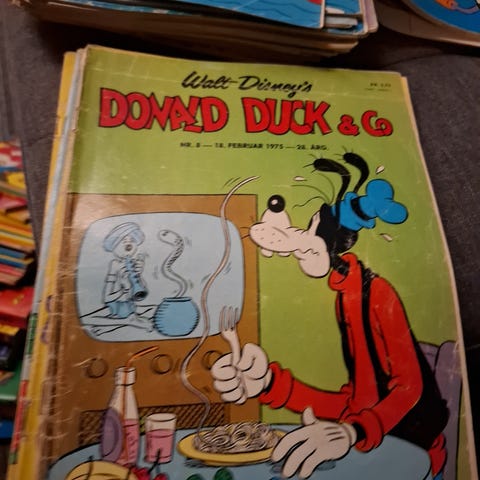 Walt Disney's
DONALD DUCK & Co
NR. 8 — 18. FEBRUAR 1975 — 28. ÅRG.